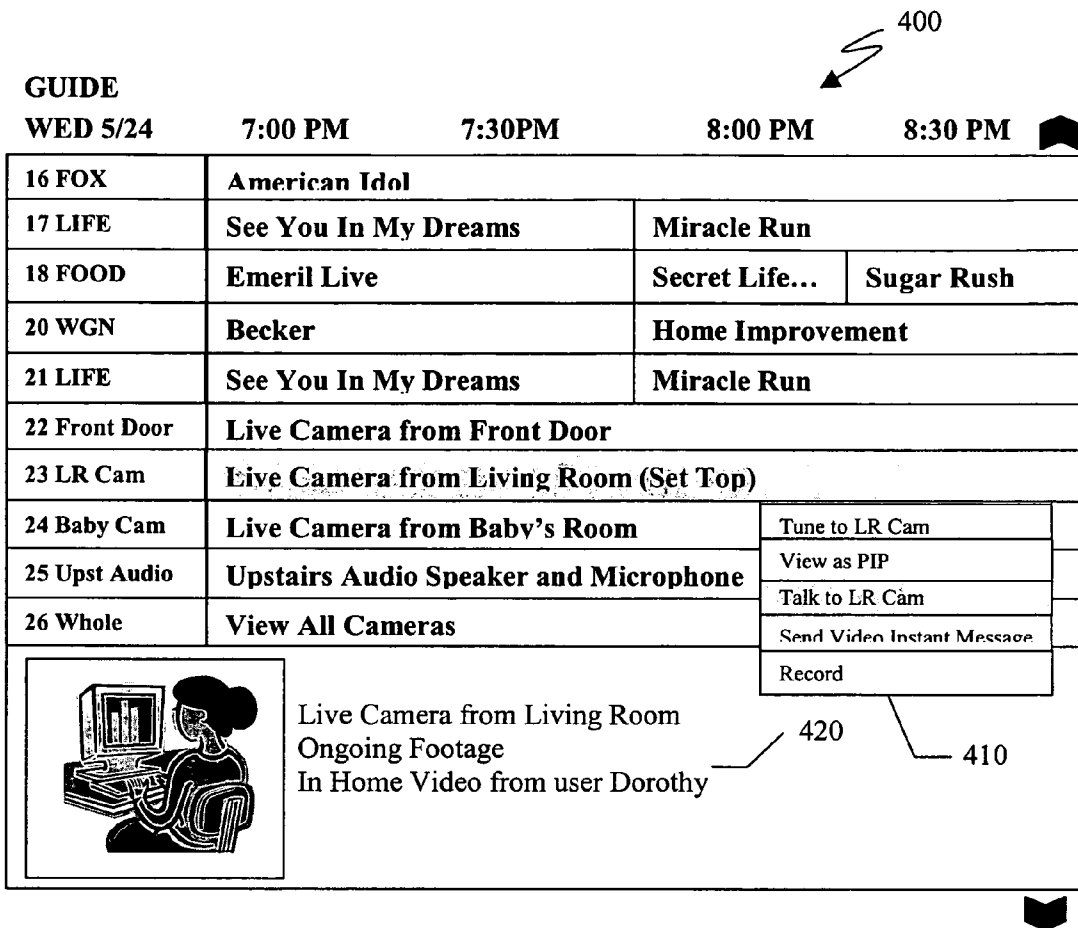 400
GUIDE
WED 5/24 7:00 PM 7:30PM 8:00 PM 8:30 PM
16 FOX American Idol
17 LIFE See You In My Dreams Miracle Run
18 FOOD Emeril Live Secret Life... Sugar Rush
20 WGN Becker Home Improvement
21 LIFE See You In My Dreams Miracle Run
22 Front Door Live Camera from Front Door
23 LR Cam Live Camera from Living Room (Set Top)
24 Baby Cam Live Camera from Baby's Room
25 Upst Audio Upstairs Audio Speaker and Microphone
26 Whole View All Cameras
Tune to LR Cam
View as PIP
Talk to LR Cam
Send Video Instant Message
Record
Live Camera from Living Room
Ongoing Footage
In Home Video from user Dorothy
420
410